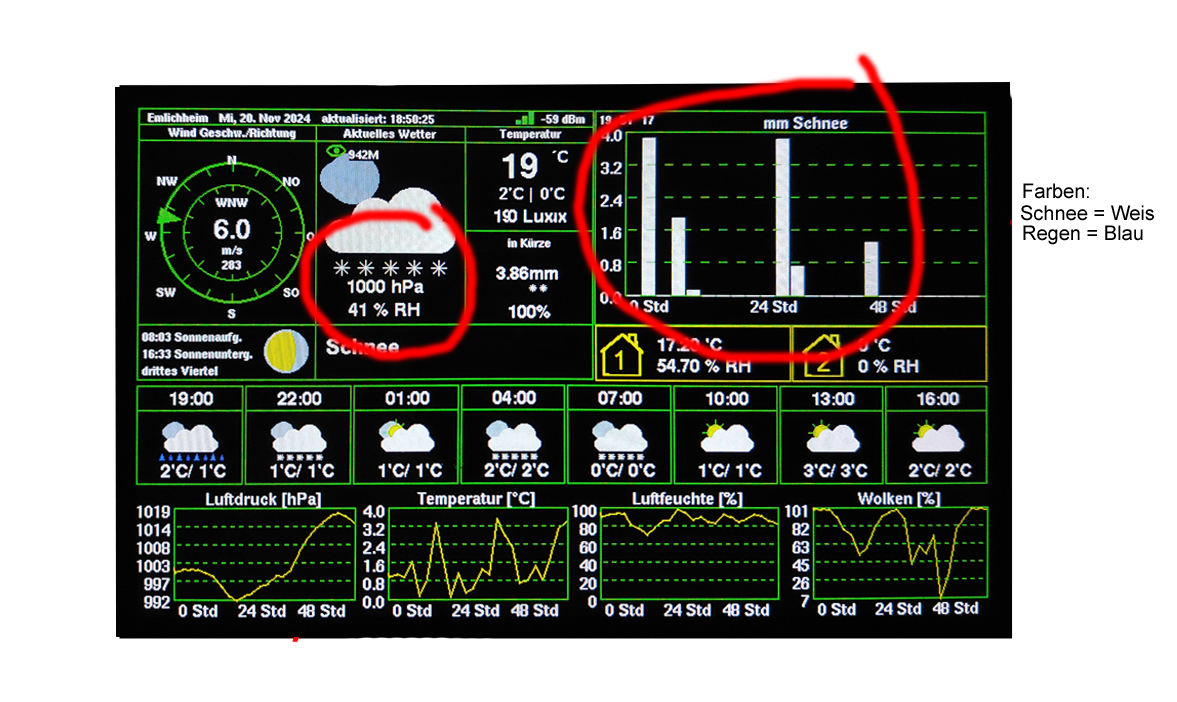 Emlichheim Mi, 20. Nov 2024 aktualisiert: 18:50:25 -59 dBm
Wind Geschw./Richtung
N
NO
O
SO
S
SW
W
NW
WNW
6.0
m/s
283
Aktuelles Wetter
942M
1000 hPa
41 % RH
Temperatur
19 °C
2°C | 0°C
190 Luxix
in Kürze
3.86mm
**
100%
mm Schnee
4.0
3.2
2.4
1.6
0.8
0.0
0 Std 24 Std 48 Std
Farben:
Schnee = Weis
Regen = Blau
08:03 Sonnenaufg.
16:33 Sonnenunterg.
drittes Viertel
Schnee
1
54.70 % RH
2
0 % RH
19:00 22:00 01:00 04:00 07:00 10:00 13:00 16:00
2°C/ 1°C 1°C/ 1°C 1°C/ 1°C 2°C/ 2°C 0°C/ 0°C 1°C/ 1°C 3°C/ 3°C 2°C/ 2°C
Luftdruck [hPa]
1019
1014
1008
1003
997
992
0 Std 24 Std 48 Std
Temperatur [°C]
4.0
3.2
2.4
1.6
0.8
0.0
0 Std 24 Std 48 Std
Luftfeuchte [%]
100
80
60
40
20
0
0 Std 24 Std 48 Std
Wolken [%]
101
82
63
45
26
7
0 Std 24 Std 48 Std